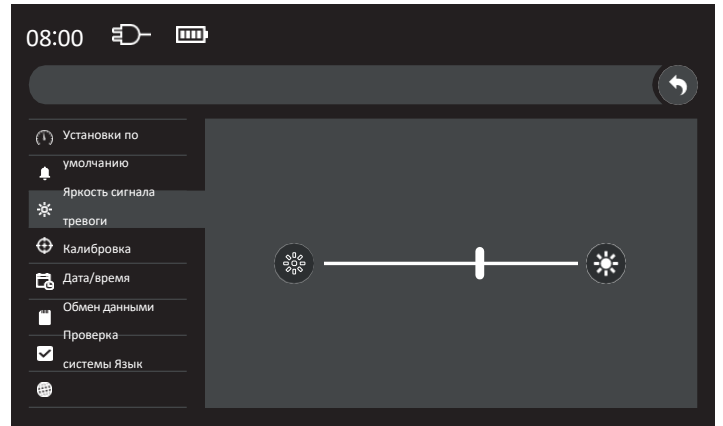 08:00
Установки по
умолчанию
Яркость сигнала
тревоги
Калибровка
Дата/время
Обмен данными
Проверка
системы Язык